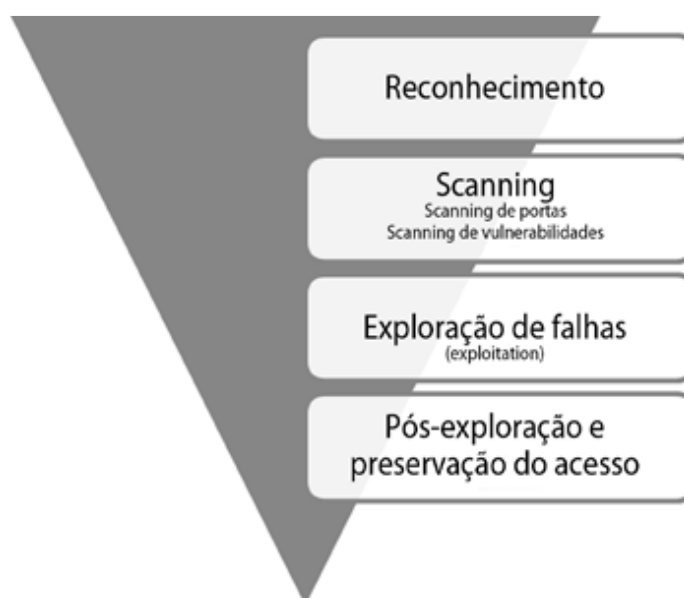 Reconhecimento
Scanning
Scanning de portas
Scanning de vulnerabilidades
Exploração de falhas
(exploitation)
Pós-exploração e
preservação do acesso